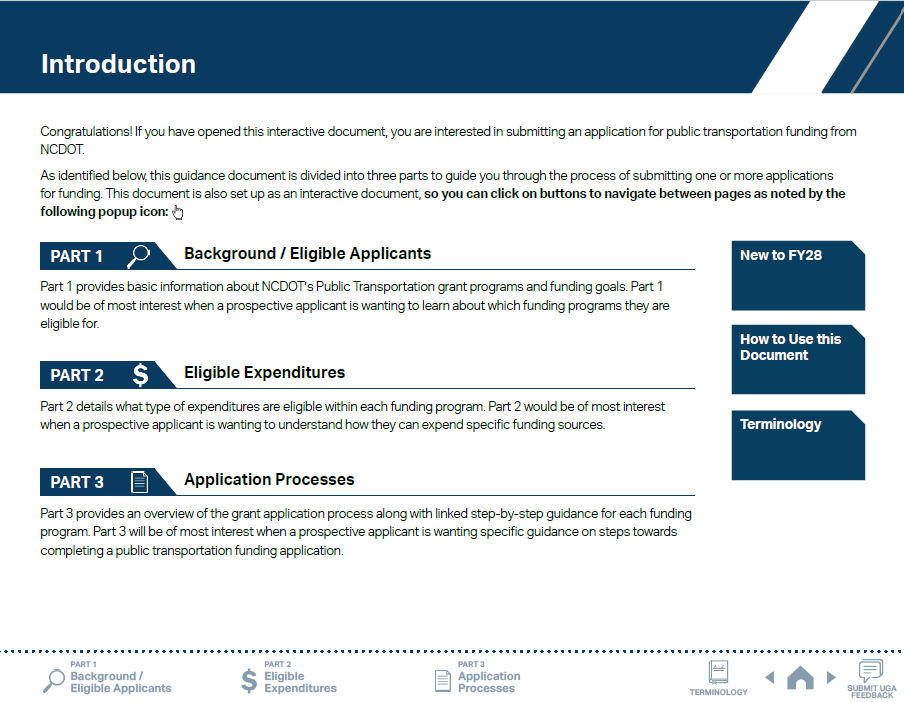 Introduction
Congratulations! If you have opened this interactive document, you are interested in submitting an application for public transportation funding from
NCDOT.
As identified below, this guidance document is divided into three parts to guide you through the process of submitting one or more applications
for funding. This document is also set up as an interactive document, so you can click on buttons to navigate between pages as noted by the
following popup icon:
PART 1
Background / Eligible Applicants
Part 1 provides basic information about NCDOT's Public Transportation grant programs and funding goals. Part 1
would be of most interest when a prospective applicant is wanting to learn about which funding programs they are
eligible for.
PART 2
$
Eligible Expenditures
Part 2 details what type of expenditures are eligible within each funding program. Part 2 would be of most interest
when a prospective applicant is wanting to understand how they can expend specific funding sources.
PART 3
Application Processes
Part 3 provides an overview of the grant application process along with linked step-by-step guidance for each funding
program. Part 3 will be of most interest when a prospective applicant is wanting specific guidance on steps towards
completing a public transportation funding application.
New to FY28
How to Use this
Document
Terminology
PART 1
Background /
Eligible Applicants
$
PART 2
Eligible
Expenditures
PART 3
Application
Processes
TERMINOLOGY
SUBMIT UGA
FEEDBACK